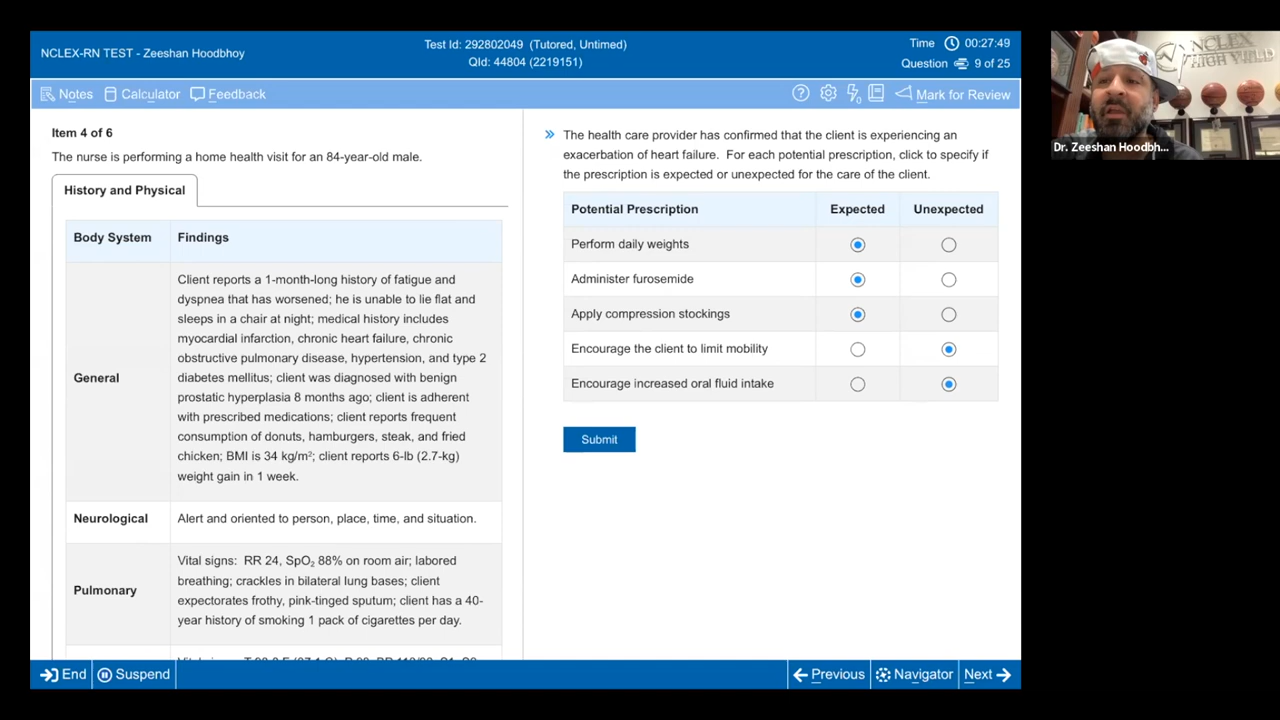 NCLEX-RN TEST - Zeeshan Hoodbhoy
Test Id: 292802049 (Tutored, Untimed)
QId: 44804 (2219151)
Time 00:27:49
Question 9 of 25
Notes Calculator Feedback
Mark for Review
Item 4 of 6
The nurse is performing a home health visit for an 84-year-old male.
History and Physical
Body System Findings
General
Client reports a 1-month-long history of fatigue and
dyspnea that has worsened; he is unable to lie flat and
sleeps in a chair at night; medical history includes
myocardial infarction, chronic heart failure, chronic
obstructive pulmonary disease, hypertension, and type 2
diabetes mellitus; client was diagnosed with benign
prostatic hyperplasia 8 months ago; client is adherent
with prescribed medications; client reports frequent
consumption of donuts, hamburgers, steak, and fried
chicken; BMI is 34 kg/m²; client reports 6-lb (2.7-kg)
weight gain in 1 week.
Neurological
Alert and oriented to person, place, time, and situation.
Pulmonary
Vital signs: RR 24, SpO₂ 88% on room air; labored
breathing; crackles in bilateral lung bases; client
expectorates frothy, pink-tinged sputum; client has a 40-
year history of smoking 1 pack of cigarettes per day.
» The health care provider has confirmed that the client is experiencing an
exacerbation of heart failure. For each potential prescription, click to specify if
the prescription is expected or unexpected for the care of the client.
Potential Prescription Expected Unexpected
Perform daily weights
Administer furosemide
Apply compression stockings
Encourage the client to limit mobility
Encourage increased oral fluid intake
Submit
End Suspend
Previous Navigator Next
NCLEX
HIGH YIELD
Dr. Zeeshan Hoodbh...